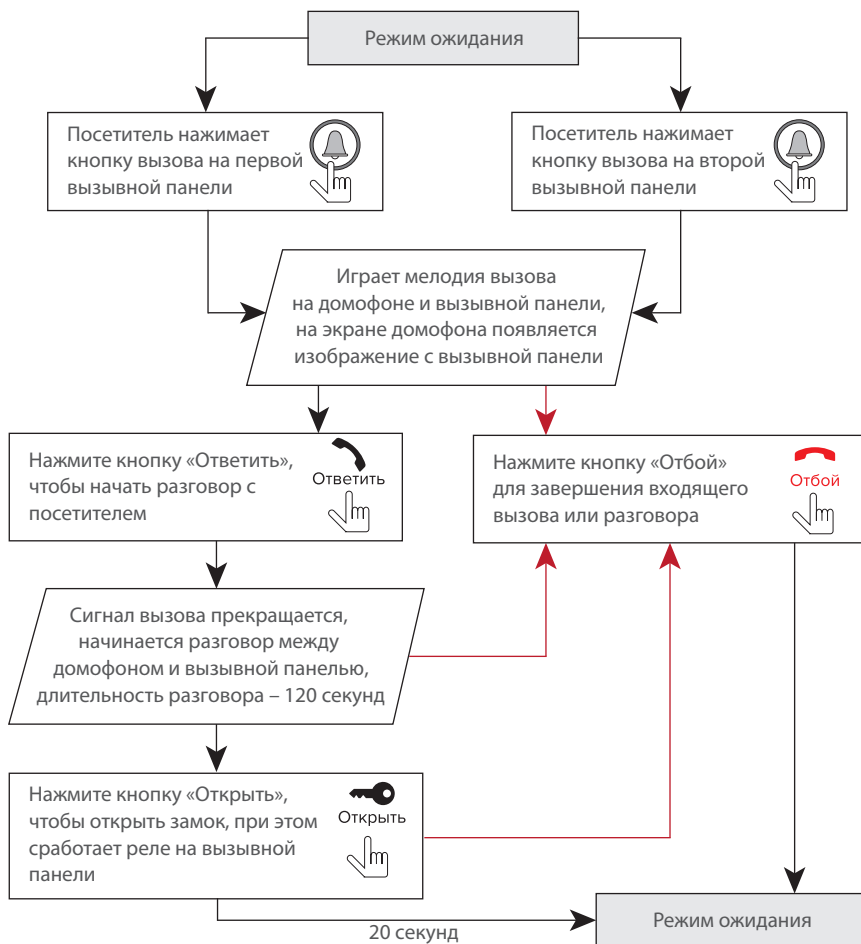 Режим ожидания
Посетитель нажимает
кнопку вызова на первой
вызывной панели
Посетитель нажимает
кнопку вызова на второй
вызывной панели
Играет мелодия вызова
на домофоне и вызывной панели,
на экране домофона появляется
изображение с вызывной панели
Нажмите кнопку «Ответить»,
чтобы начать разговор с
посетителем
Ответить
Нажмите кнопку «Отбой»
для завершения входящего
вызова или разговора
Отбой
Сигнал вызова прекращается,
начинается разговор между
домофоном и вызывной панелью,
длительность разговора – 120 секунд
Нажмите кнопку «Открыть»,
чтобы открыть замок, при этом
сработает реле на вызывной
панели
Открыть
20 секунд
Режим ожидания